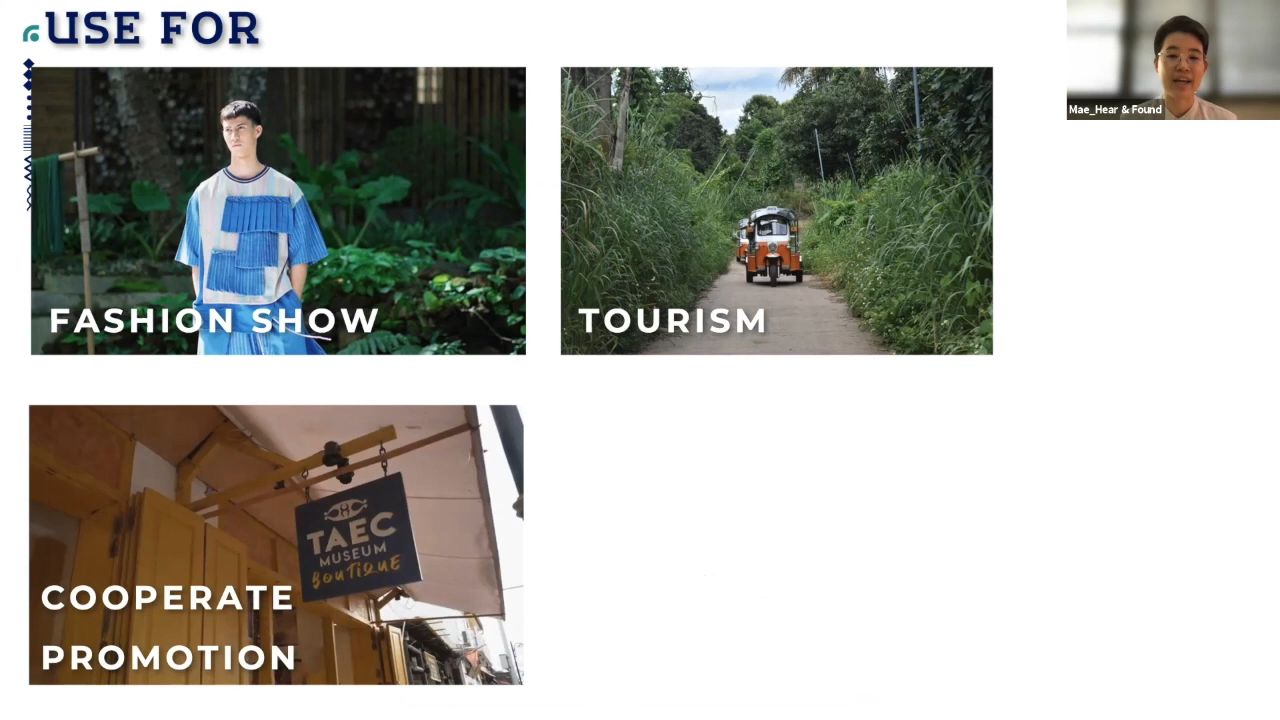 USE FOR
Mae_Hear & Found
FASHION SHOW
TOURISM
TAEC
MUSEUM
BOUTIQUE
COOPERATE
PROMOTION